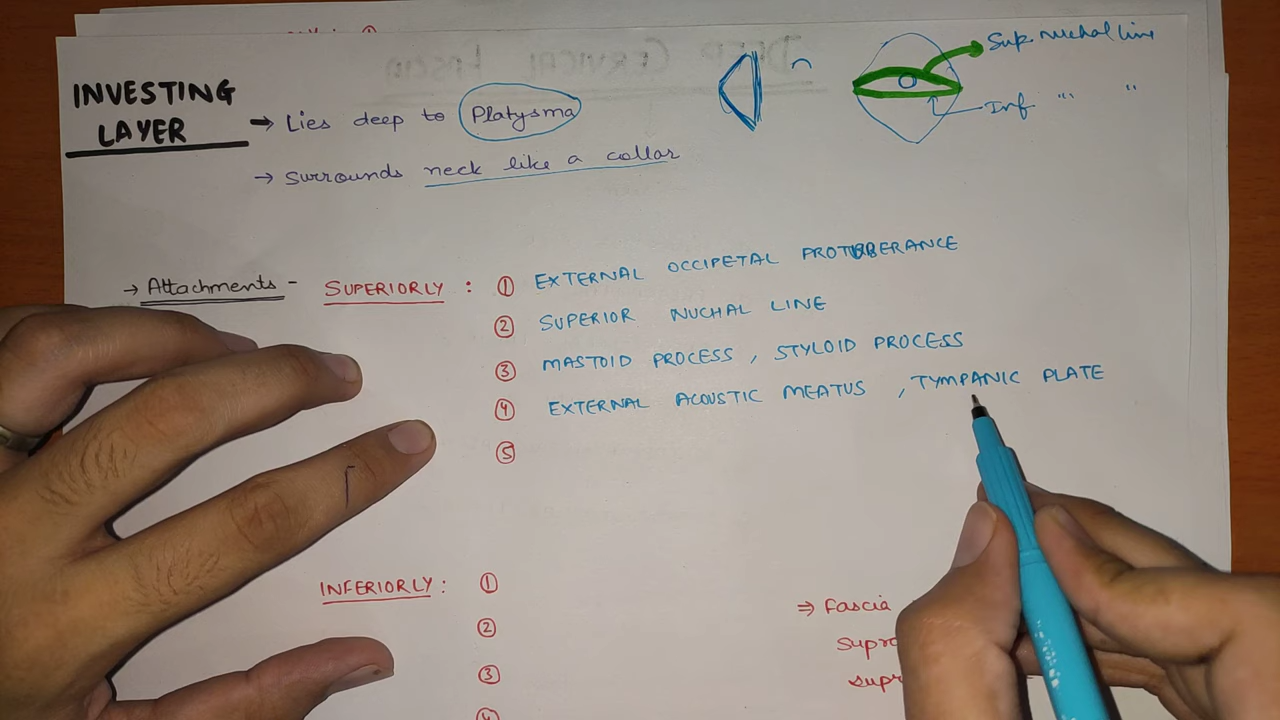 INVESTING
LAYER
→ Lies deep to Platysma
→ Surrounds neck like a collar
Sup. Nuchal line
Inf " "
→ Attachments - SUPERIORLY : ① EXTERNAL OCCIPETAL PROTUBERANCE
② SUPERIOR NUCHAL LINE
③ MASTOID PROCESS , STYLOID PROCESS
④ EXTERNAL ACOUSTIC MEATUS , TYMPANIC PLATE
⑤
INFERIORLY : ①
②
③
④
⇒ Fascia